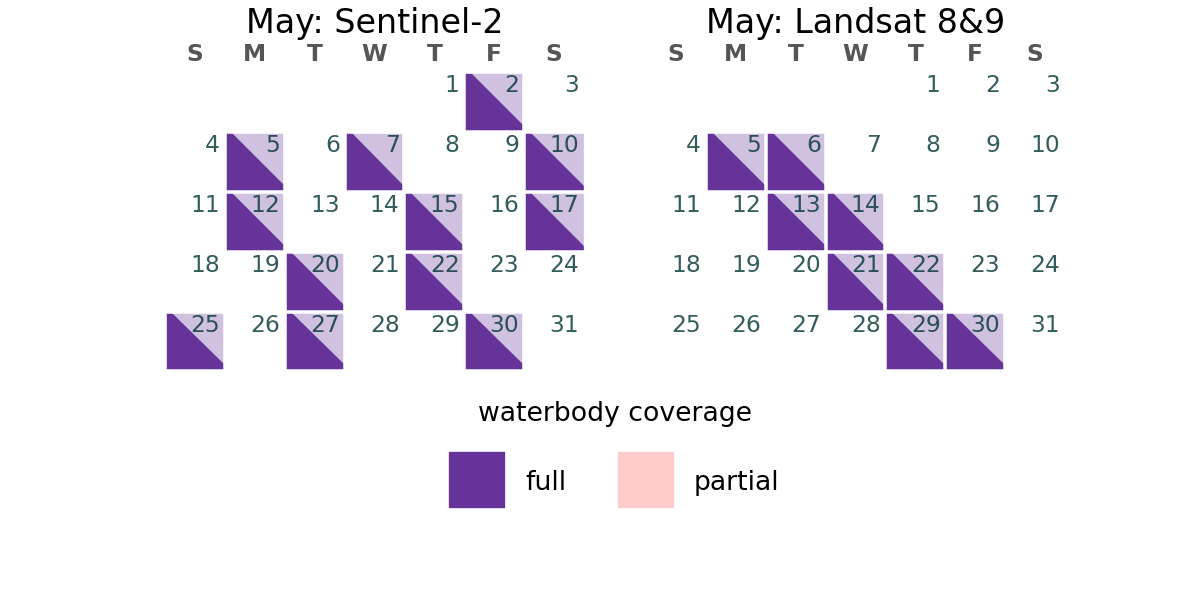 May: Sentinel-2
S M T W T F S
1 2 3
4 5 6 7 8 9 10
11 12 13 14 15 16 17
18 19 20 21 22 23 24
25 26 27 28 29 30 31
May: Landsat 8&9
S M T W T F S
1 2 3
4 5 6 7 8 9 10
11 12 13 14 15 16 17
18 19 20 21 22 23 24
25 26 27 28 29 30 31
waterbody coverage
full
partial